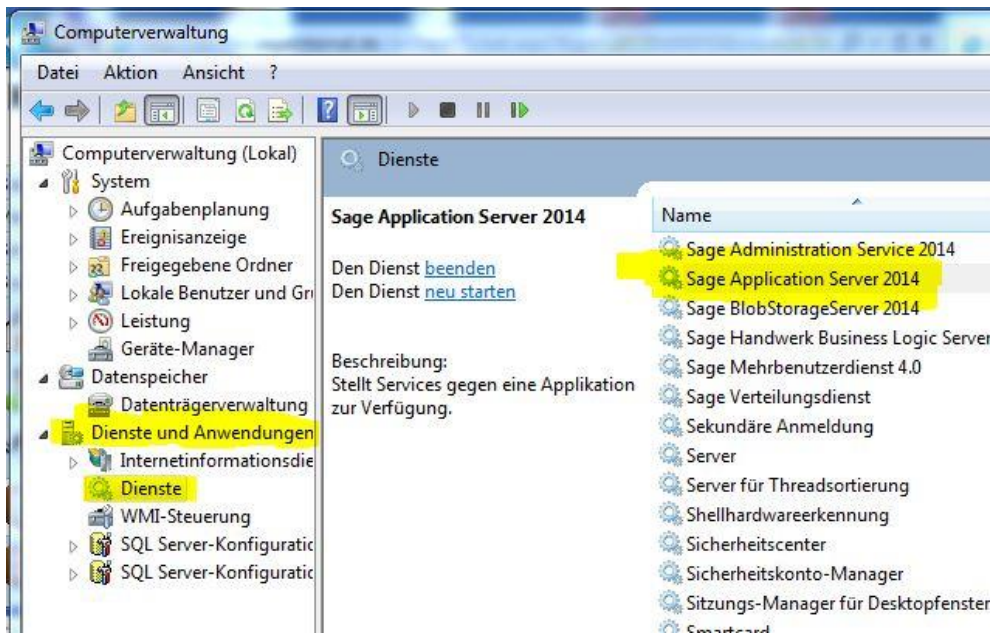 Computerverwaltung
Datei Aktion Ansicht ?
Computerverwaltung (Lokal)
System
Aufgabenplanung
Ereignisanzeige
Freigegebene Ordner
Lokale Benutzer und Gru
Leistung
Geräte-Manager
Datenspeicher
Datenträgerverwaltung
Dienste und Anwendungen
Internetinformationsdie
Dienste
WMI-Steuerung
SQL Server-Konfiguratic
SQL Server-Konfiguratic
Dienste
Sage Application Server 2014
Den Dienst beenden
Den Dienst neu starten
Beschreibung:
Stellt Services gegen eine Applikation
zur Verfügung.
Name
Sage Administration Service 2014
Sage Application Server 2014
Sage BlobStorageServer 2014
Sage Handwerk Business Logic Server
Sage Mehrbenutzerdienst 4.0
Sage Verteilungsdienst
Sekundäre Anmeldung
Server
Server für Threadsortierung
Shellhardwareerkennung
Sicherheitscenter
Sicherheitskonto-Manager
Sitzungs-Manager für Desktopfenster
Smartcard